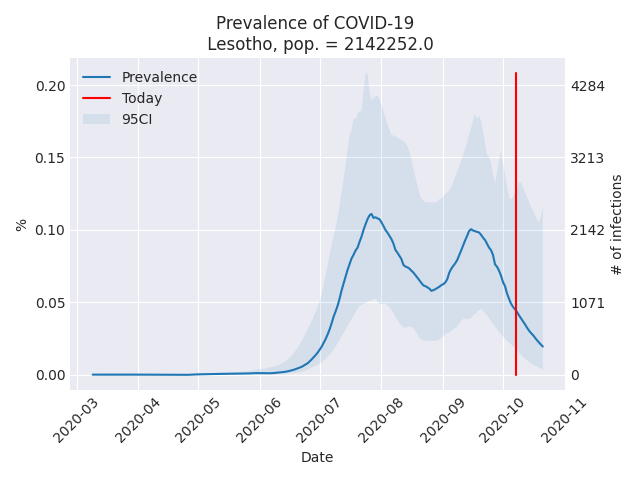 Prevalence of COVID-19
Lesotho, pop. = 2142252.0
Prevalence
Today
95CI
0.20
0.15
0.10
0.05
0.00
%
4284
3213
2142
1071
0
# of infections
2020-03
2020-04
2020-05
2020-06
2020-07
2020-08
2020-09
2020-10
2020-11
Date